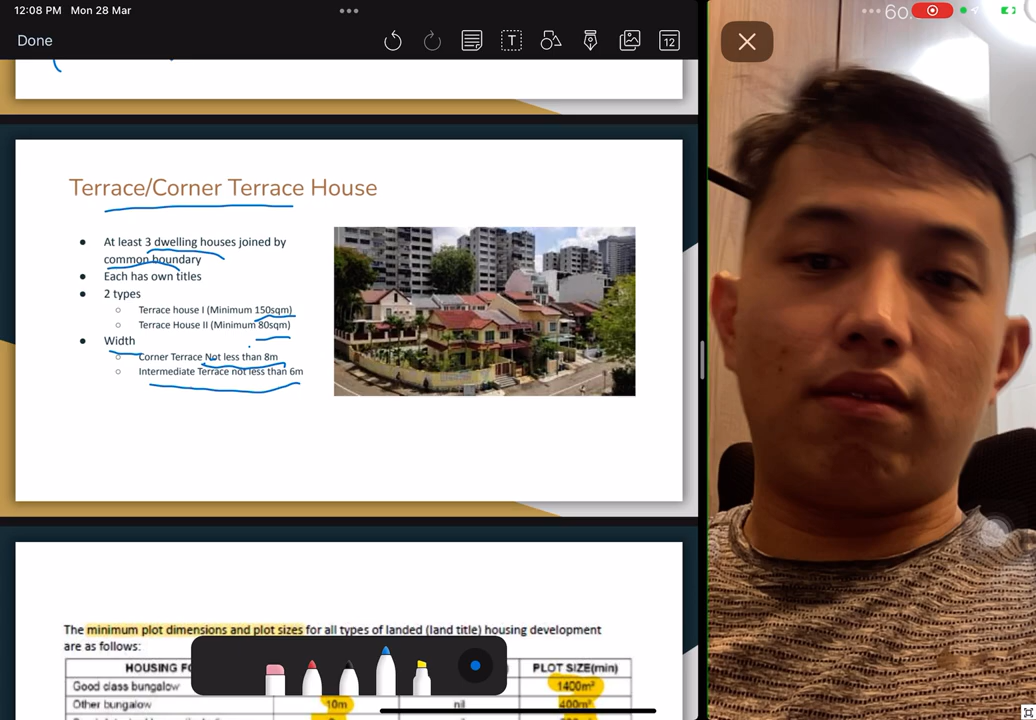 12:08 PM Mon 28 Mar
60.
Done
T
12
Terrace/Corner Terrace House
● At least 3 dwelling houses joined by
common boundary
● Each has own titles
● 2 types
○ Terrace house I (Minimum 150sqm)
○ Terrace House II (Minimum 80sqm)
● Width
○ Corner Terrace Not less than 8m
○ Intermediate Terrace not less than 6m
The minimum plot dimensions and plot sizes for all types of landed (land title) housing development
are as follows:
HOUSING PLOT SIZE(min)
Good class bungalow 1400m²
Other bungalow 10m nil 400m²